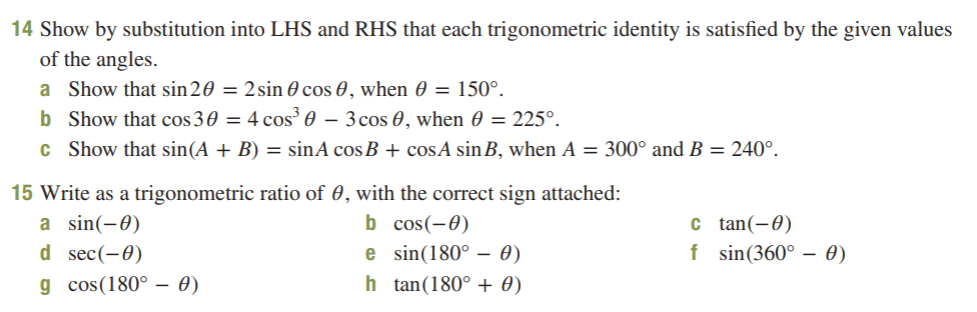 14 Show by substitution into LHS and RHS that each trigonometric identity is satisfied by the given values
of the angles.
a Show that sin 2θ = 2 sin θ cos θ, when θ = 150°.
b Show that cos 3θ = 4 cos³ θ − 3 cos θ, when θ = 225°.
c Show that sin(A + B) = sin A cos B + cos A sin B, when A = 300° and B = 240°.
15 Write as a trigonometric ratio of θ, with the correct sign attached:
a sin(−θ) b cos(−θ) c tan(−θ)
d sec(−θ) e sin(180° − θ) f sin(360° − θ)
g cos(180° − θ) h tan(180° + θ)